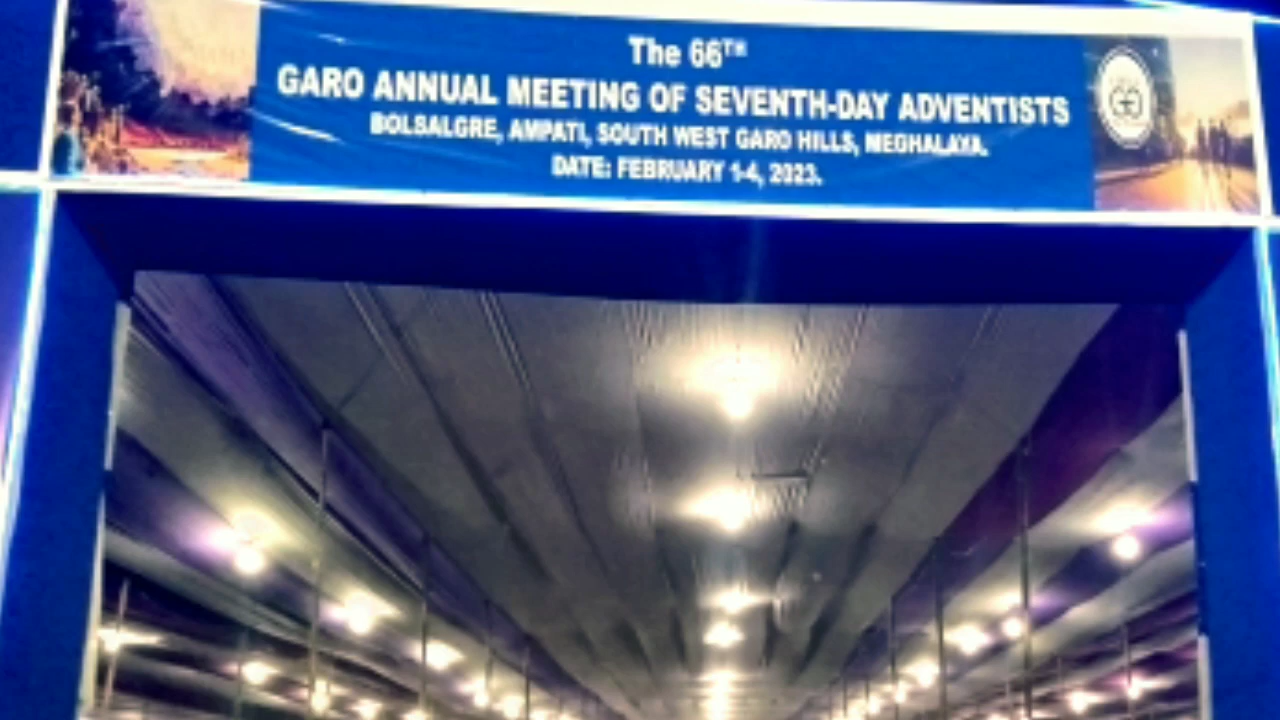 The 66TH
GARO ANNUAL MEETING OF SEVENTH-DAY ADVENTISTS
BOLSALGRE, AMPATI, SOUTH WEST GARO HILLS, MEGHALAYA.
DATE: FEBRUARY 1-4, 2023.